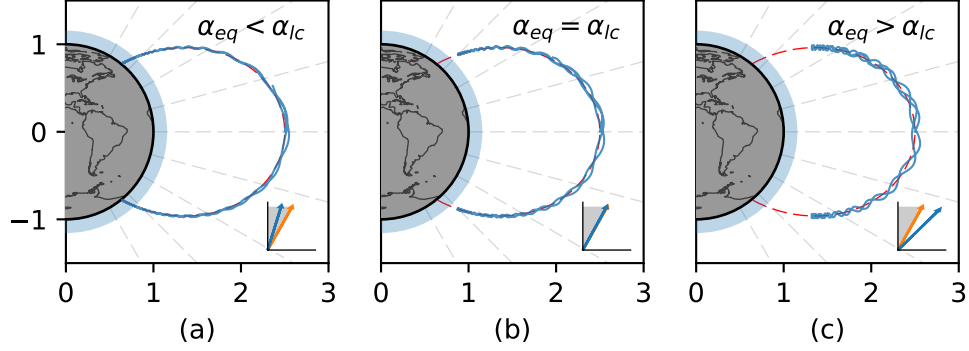 α_eq < α_lc
α_eq = α_lc
α_eq > α_lc
1
0
−1
0 1 2 3
0 1 2 3
0 1 2 3
(a)
(b)
(c)